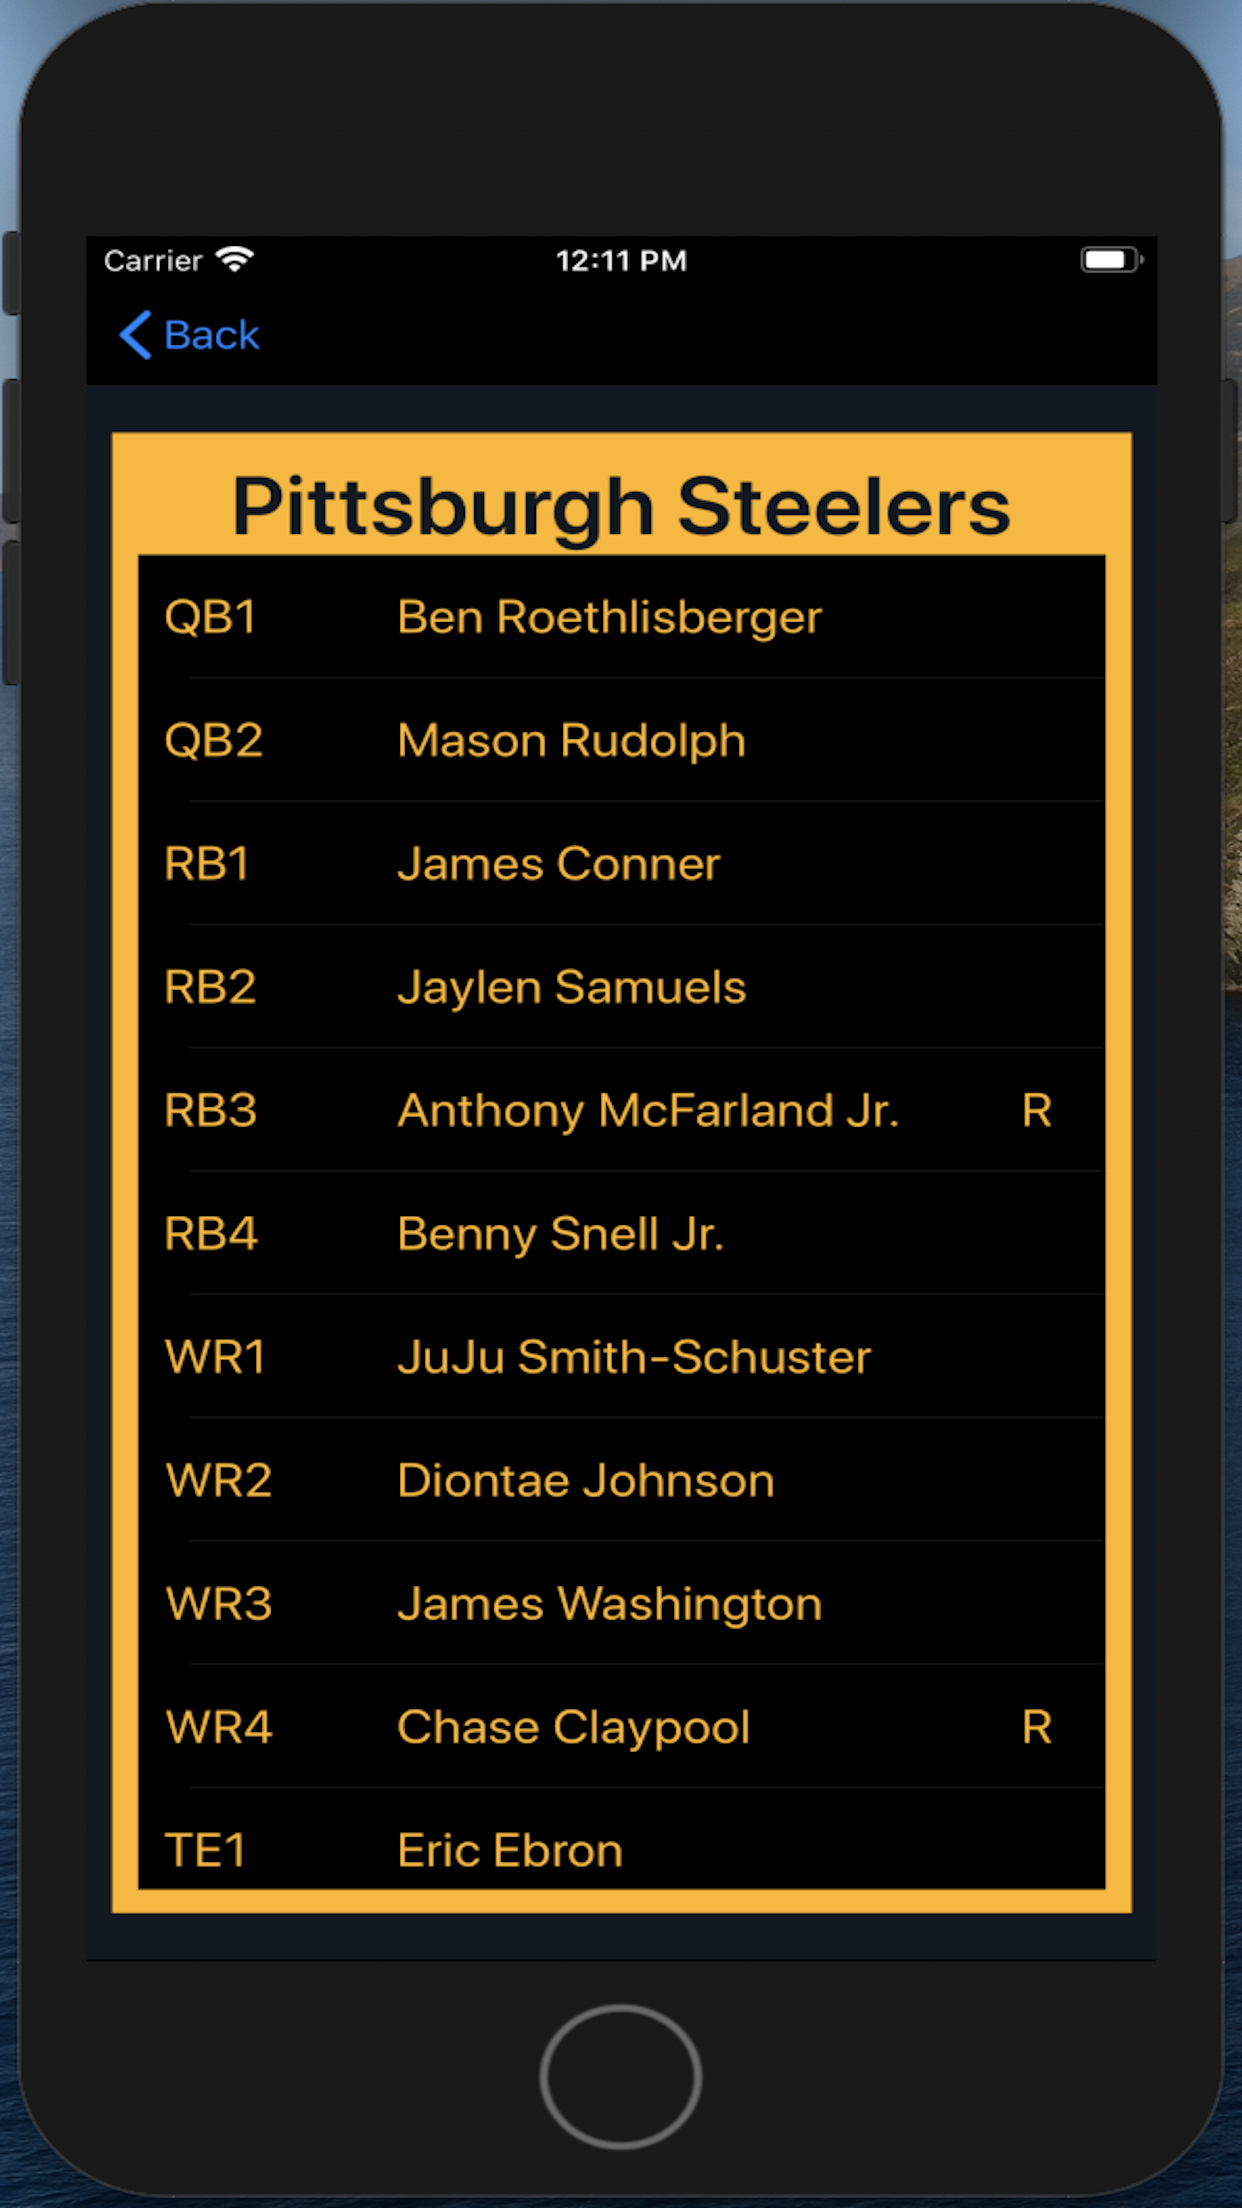 Carrier 12:11 PM
Back
Pittsburgh Steelers
QB1 Ben Roethlisberger
QB2 Mason Rudolph
RB1 James Conner
RB2 Jaylen Samuels
RB3 Anthony McFarland Jr. R
RB4 Benny Snell Jr.
WR1 JuJu Smith-Schuster
WR2 Diontae Johnson
WR3 James Washington
WR4 Chase Claypool R
TE1 Eric Ebron